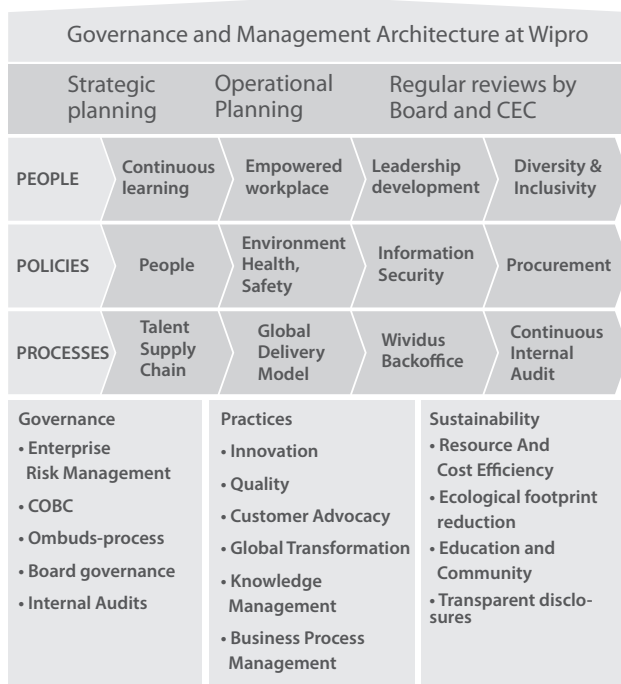 Governance and Management Architecture at Wipro
Strategic
planning
Operational
Planning
Regular reviews by
Board and CEC
PEOPLE
Continuous
learning
Empowered
workplace
Leadership
development
Diversity &
Inclusivity
POLICIES
People
Environment
Health,
Safety
Information
Security
Procurement
PROCESSES
Talent
Supply
Chain
Global
Delivery
Model
Wividus
Backoffice
Continuous
Internal
Audit
Governance
• Enterprise
Risk Management
• COBC
• Ombuds-process
• Board governance
• Internal Audits
Practices
• Innovation
• Quality
• Customer Advocacy
• Global Transformation
• Knowledge
Management
• Business Process
Management
Sustainability
• Resource And
Cost Efficiency
• Ecological footprint
reduction
• Education and
Community
• Transparent disclo-
sures